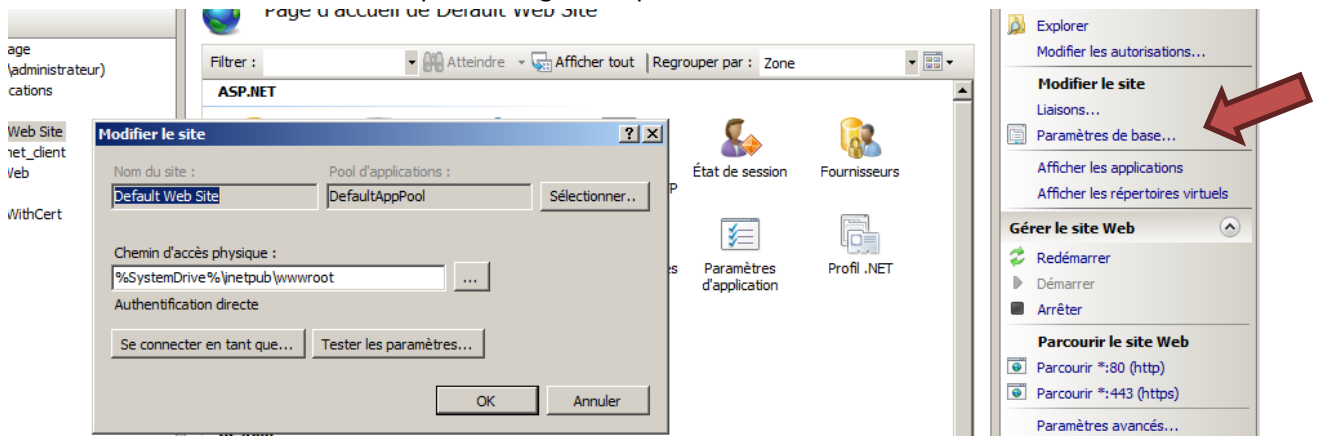 Page d'accueil de Default Web Site
age
\administrateur)
cations
Web Site
net_client
Web
WithCert
Filtrer :
Atteindre
Afficher tout
Regrouper par : Zone
ASP.NET
État de session
Fournisseurs
P
es
Paramètres
d'application
Profil .NET
Modifier le site
? X
Nom du site :
Pool d'applications :
Default Web Site
DefaultAppPool
Sélectionner..
Chemin d'accès physique :
%SystemDrive%\inetpub\wwwroot
...
Authentification directe
Se connecter en tant que...
Tester les paramètres...
OK
Annuler
Explorer
Modifier les autorisations...
Modifier le site
Liaisons...
Paramètres de base...
Afficher les applications
Afficher les répertoires virtuels
Gérer le site Web
Redémarrer
Démarrer
Arrêter
Parcourir le site Web
Parcourir *:80 (http)
Parcourir *:443 (https)
Paramètres avancés...